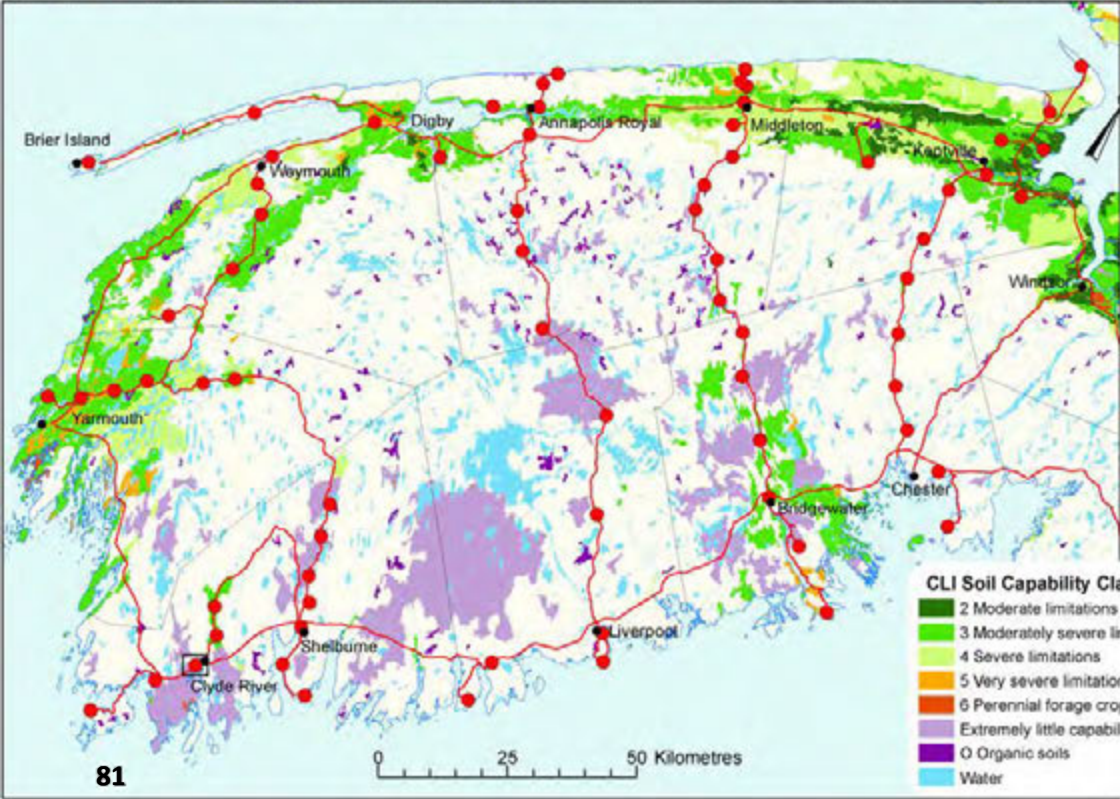 Brier Island
Digby
Annapolis Royal
Middleton
Kentville
Weymouth
Windsor
Yarmouth
Chester
Bridgewater
Liverpool
Shelburne
Clyde River
CLI Soil Capability Cla
2 Moderate limitations
3 Moderately severe li
4 Severe limitations
5 Very severe limitatio
6 Perennial forage cro
Extremely little capabil
O Organic soils
Water
0 25 50 Kilometres
81